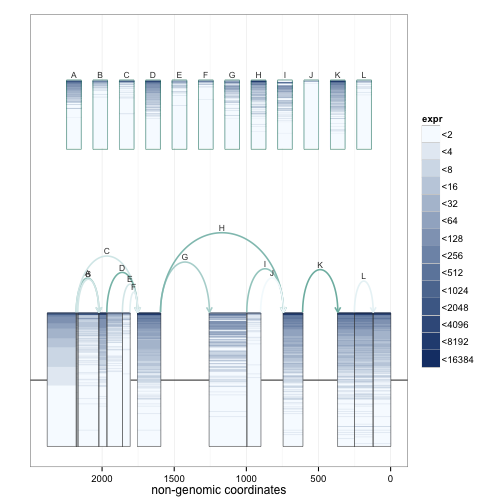 A B C D E F G H I J K L
expr
<2
<4
<8
<16
<32
<64
<128
<256
<512
<1024
<2048
<4096
<8192
<16384
H
C
G
D
I
K
A
B
J
E
L
F
2000 1500 1000 500 0
non-genomic coordinates